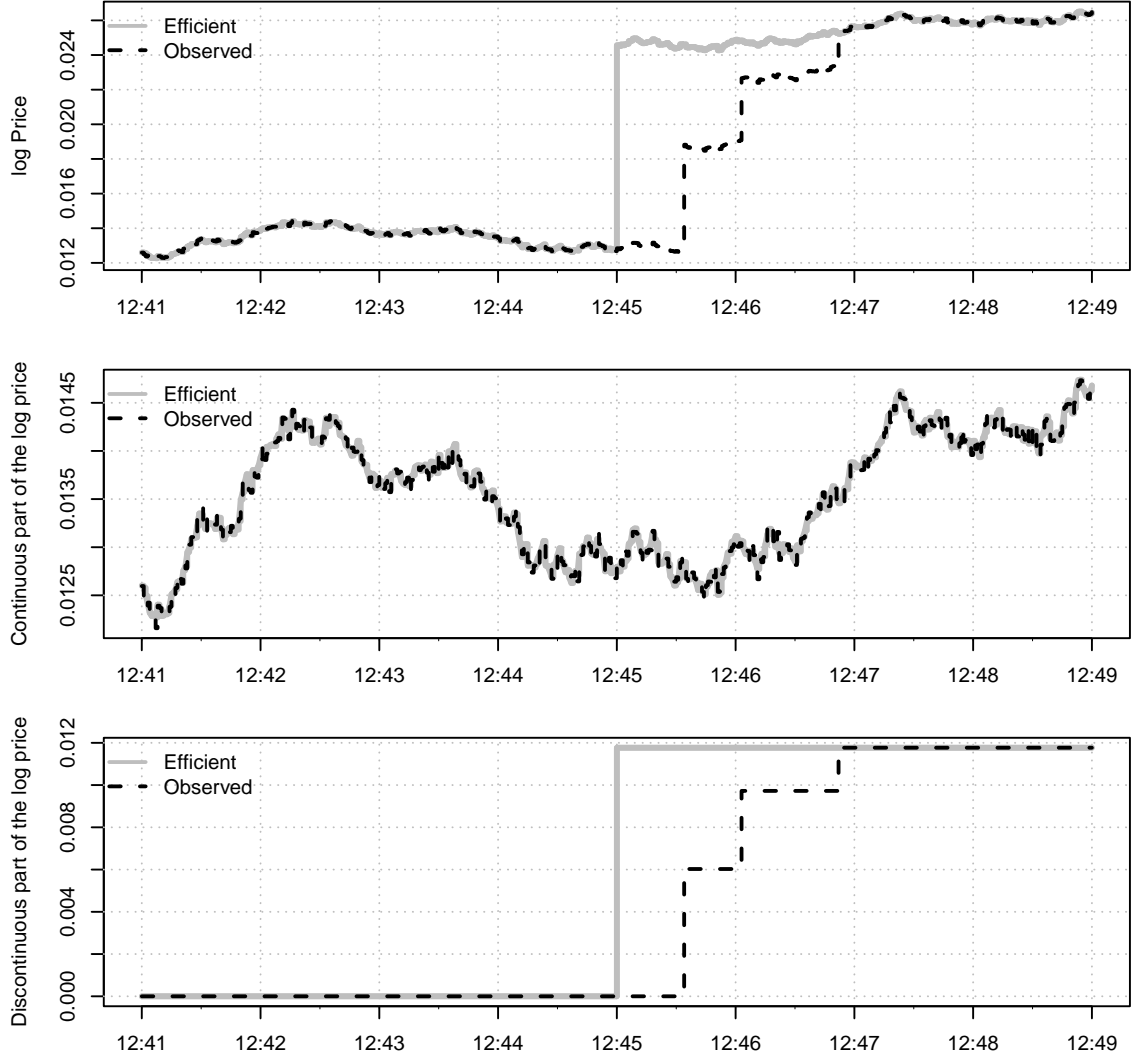 Efficient
Observed
log Price
0.024
0.020
0.016
0.012
12:41 12:42 12:43 12:44 12:45 12:46 12:47 12:48 12:49
Efficient
Observed
Continuous part of the log price
0.0145
0.0135
0.0125
12:41 12:42 12:43 12:44 12:45 12:46 12:47 12:48 12:49
Efficient
Observed
Discontinuous part of the log price
0.012
0.008
0.004
0.000
12:41 12:42 12:43 12:44 12:45 12:46 12:47 12:48 12:49